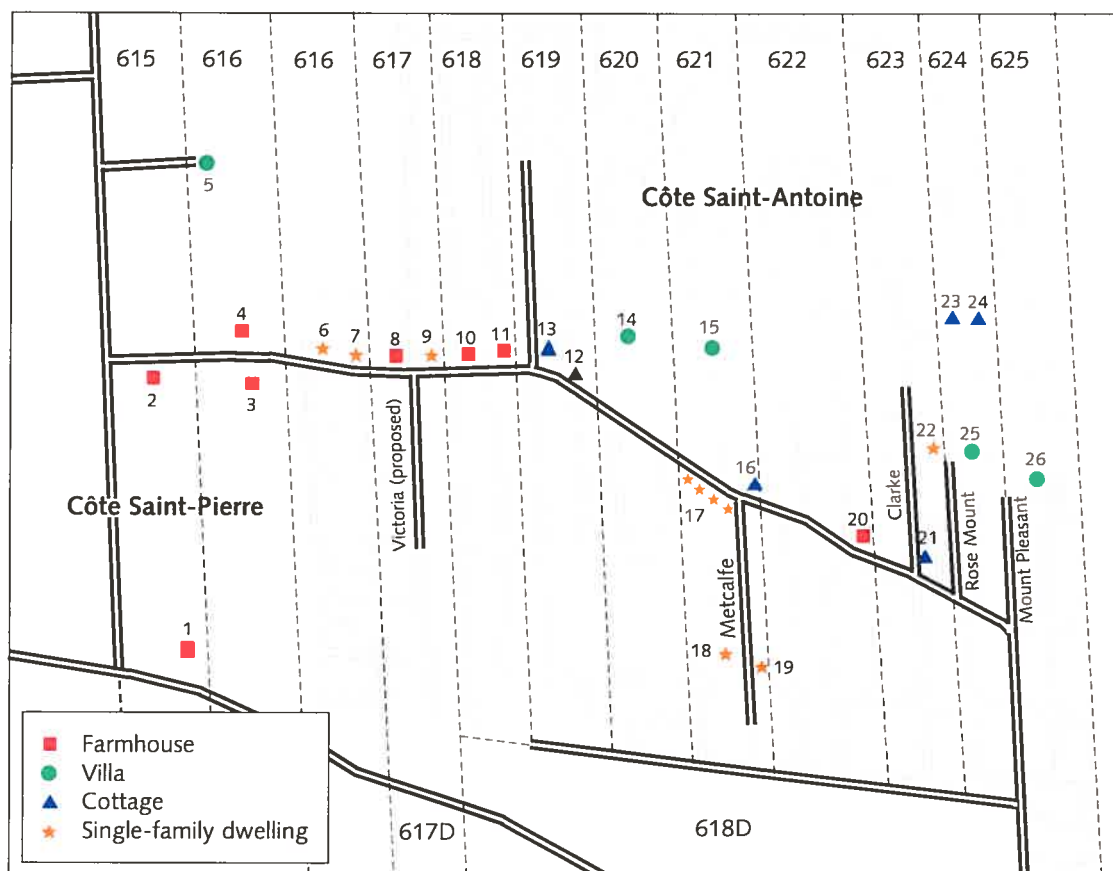 615 616 616 617 618 619 620 621 622 623 624 625
5
Côte Saint-Antoine
4 6 7 8 9 10 11 13 12 14 15 23 24
2 3
Victoria (proposed)
Côte Saint-Pierre
16 17 20 Clarke 21 22 25 26
Rose Mount
Mount Pleasant
Metcalfe
1 18 19
Farmhouse
Villa
Cottage
Single-family dwelling
617D 618D